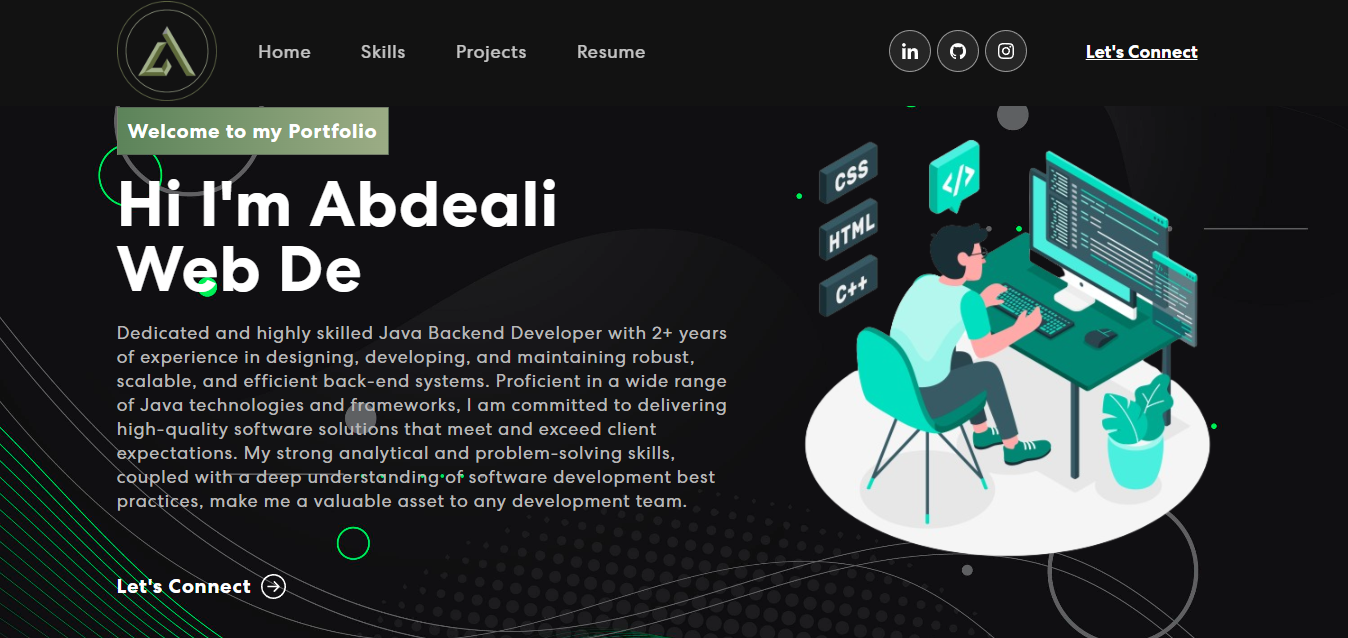 Home
Skills
Projects
Resume
Let's Connect
Welcome to my Portfolio
Hi I'm Abdeali
Web De
Dedicated and highly skilled Java Backend Developer with 2+ years
of experience in designing, developing, and maintaining robust,
scalable, and efficient back-end systems. Proficient in a wide range
of Java technologies and frameworks, I am committed to delivering
high-quality software solutions that meet and exceed client
expectations. My strong analytical and problem-solving skills,
coupled with a deep understanding of software development best
practices, make me a valuable asset to any development team.
Let's Connect
CSS
</>
HTML
C++